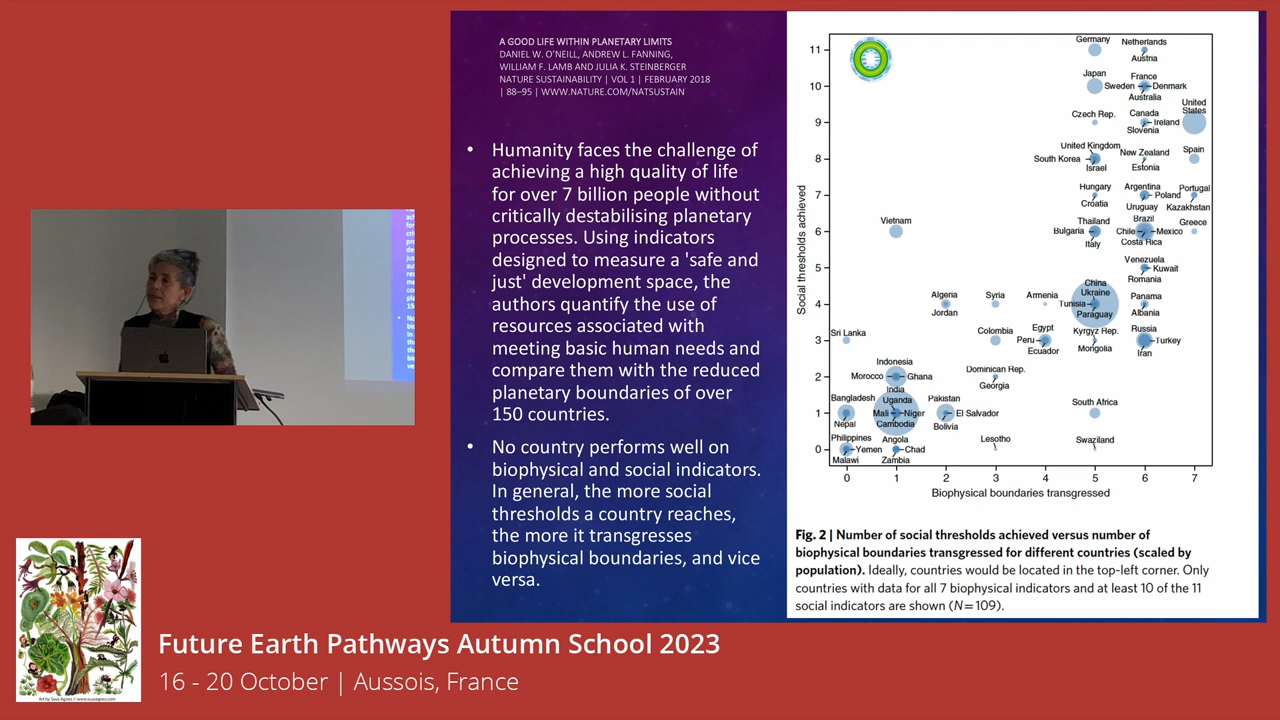 A GOOD LIFE WITHIN PLANETARY LIMITS
DANIEL W. O'NEILL, ANDREW L. FANNING,
WILLIAM F. LAMB AND JULIA K. STEINBERGER
NATURE SUSTAINABILITY | VOL 1 | FEBRUARY 2018
| 88–95 | WWW.NATURE.COM/NATSUSTAIN
• Humanity faces the challenge of
achieving a high quality of life
for over 7 billion people without
critically destabilising planetary
processes. Using indicators
designed to measure a 'safe and
just' development space, the
authors quantify the use of
resources associated with
meeting basic human needs and
compare them with the reduced
planetary boundaries of over
150 countries.
• No country performs well on
biophysical and social indicators.
In general, the more social
thresholds a country reaches,
the more it transgresses
biophysical boundaries, and vice
versa.
Social thresholds achieved
11
Germany
Netherlands
Austria
10
Japan
France
Sweden
Denmark
Australia
United
States
9
Czech Rep.
Canada
Ireland
Slovenia
8
United Kingdom
South Korea
Israel
New Zealand
Estonia
Spain
7
Hungary
Croatia
Argentina
Poland
Uruguay
Portugal
Kazakhstan
6
Vietnam
Thailand
Bulgaria
Italy
Brazil
Chile
Mexico
Costa Rica
Greece
5
Venezuela
Kuwait
Romania
4
Algeria
Jordan
Syria
Armenia
China
Ukraine
Tunisia
Paraguay
Panama
Albania
3
Sri Lanka
Colombia
Egypt
Peru
Ecuador
Kyrgyz Rep.
Mongolia
Russia
Turkey
Iran
2
Indonesia
Morocco
Ghana
Dominican Rep.
Georgia
1
Bangladesh
Nepal
India
Uganda
Mali
Niger
Cambodia
Pakistan
El Salvador
Bolivia
South Africa
0
Philippines
Yemen
Malawi
Angola
Chad
Zambia
Lesotho
Swaziland
0 1 2 3 4 5 6 7
Biophysical boundaries transgressed
Fig. 2 | Number of social thresholds achieved versus number of
biophysical boundaries transgressed for different countries (scaled by
population). Ideally, countries would be located in the top-left corner. Only
countries with data for all 7 biophysical indicators and at least 10 of the 11
social indicators are shown (N=109).
Future Earth Pathways Autumn School 2023
16 - 20 October | Aussois, France